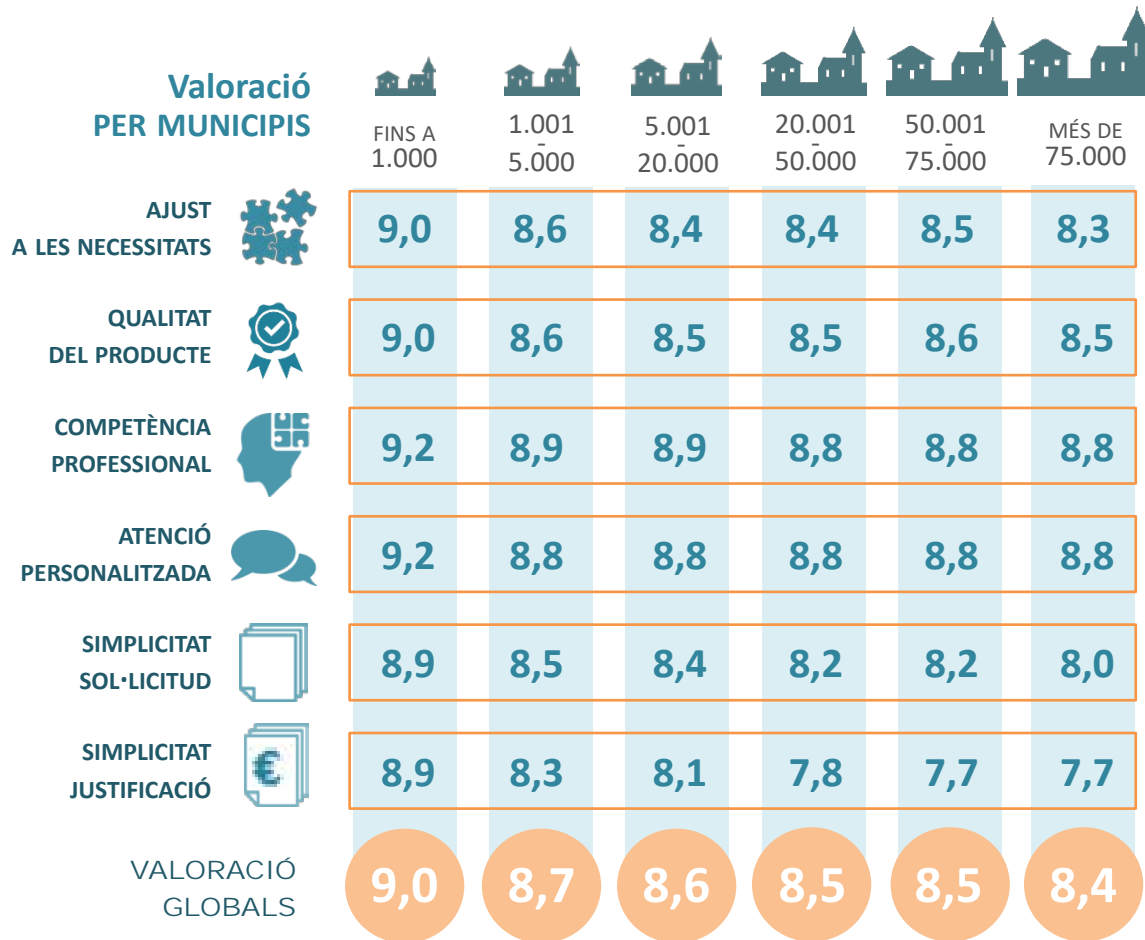 Valoració
PER MUNICIPIS
FINS A
1.000
1.001
-
5.000
5.001
-
20.000
20.001
-
50.000
50.001
-
75.000
MÉS DE
75.000
AJUST
A LES NECESSITATS
9,0 8,6 8,4 8,4 8,5 8,3
QUALITAT
DEL PRODUCTE
9,0 8,6 8,5 8,5 8,6 8,5
COMPETÈNCIA
PROFESSIONAL
9,2 8,9 8,9 8,8 8,8 8,8
ATENCIÓ
PERSONALITZADA
9,2 8,8 8,8 8,8 8,8 8,8
SIMPLICITAT
SOL·LICITUD
8,9 8,5 8,4 8,2 8,2 8,0
SIMPLICITAT
JUSTIFICACIÓ
€
8,9 8,3 8,1 7,8 7,7 7,7
VALORACIÓ
GLOBALS
9,0 8,7 8,6 8,5 8,5 8,4